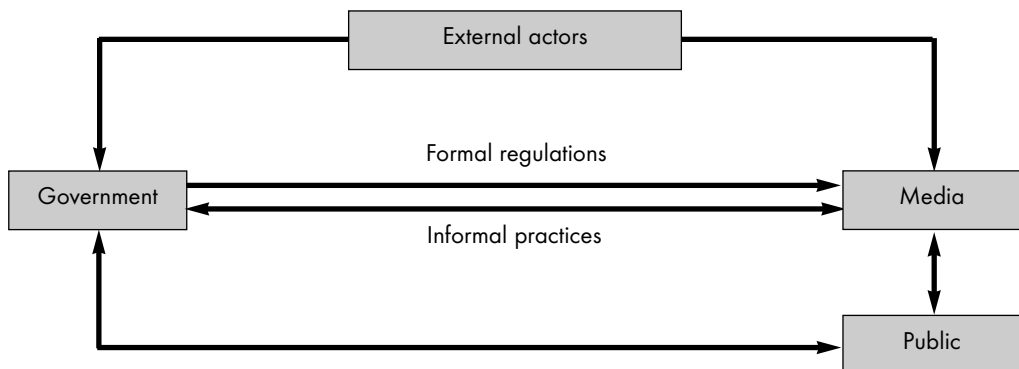 External actors
Formal regulations
Government
Media
Informal practices
Public